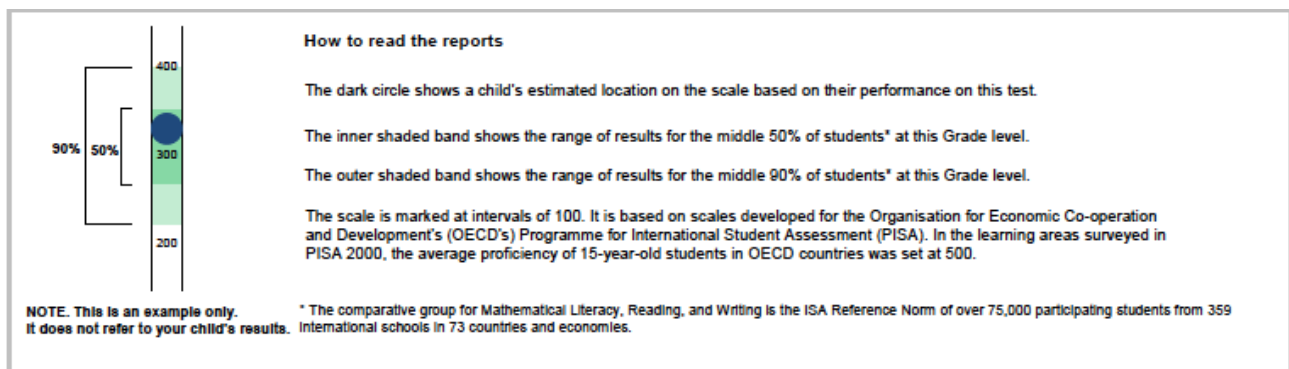 How to read the reports
400
The dark circle shows a child's estimated location on the scale based on their performance on this test.
The inner shaded band shows the range of results for the middle 50% of students* at this Grade level.
90% 50% 300
The outer shaded band shows the range of results for the middle 90% of students* at this Grade level.
The scale is marked at intervals of 100. It is based on scales developed for the Organisation for Economic Co-operation
and Development's (OECD's) Programme for International Student Assessment (PISA). In the learning areas surveyed in
PISA 2000, the average proficiency of 15-year-old students in OECD countries was set at 500.
200
NOTE. This is an example only.
It does not refer to your child's results.
* The comparative group for Mathematical Literacy, Reading, and Writing is the ISA Reference Norm of over 75,000 participating students from 359
international schools in 73 countries and economies.